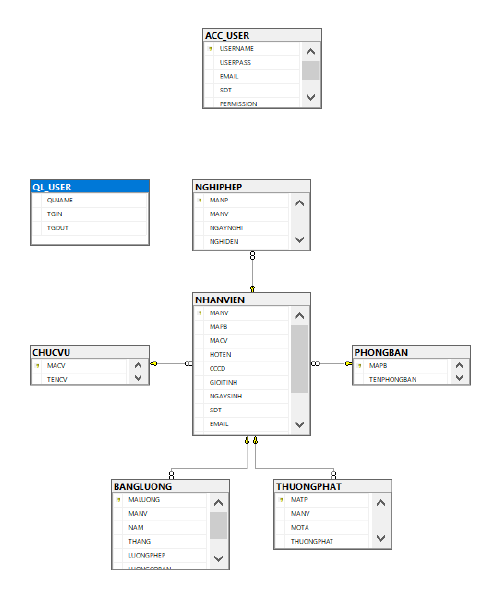 ACC_USER
USERNAME
USERPASS
EMAIL
SDT
PERMISSION
QL_USER
QLNAME
TGIN
TGOUT
NGHIPHEP
MANP
MANV
NGAYNGHI
NGHIDEN
NHANVIEN
MANV
MAPB
MACV
HOTEN
CCCD
GIOITINH
NGAYSINH
SDT
EMAIL
CHUCVU
MACV
TENCV
PHONGBAN
MAPB
TENPHONGBAN
BANGLUONG
MALUONG
MANV
NAM
THANG
LUONGPHEP
THUONGPHAT
MATP
MANV
MOTA
THUONGPHAT